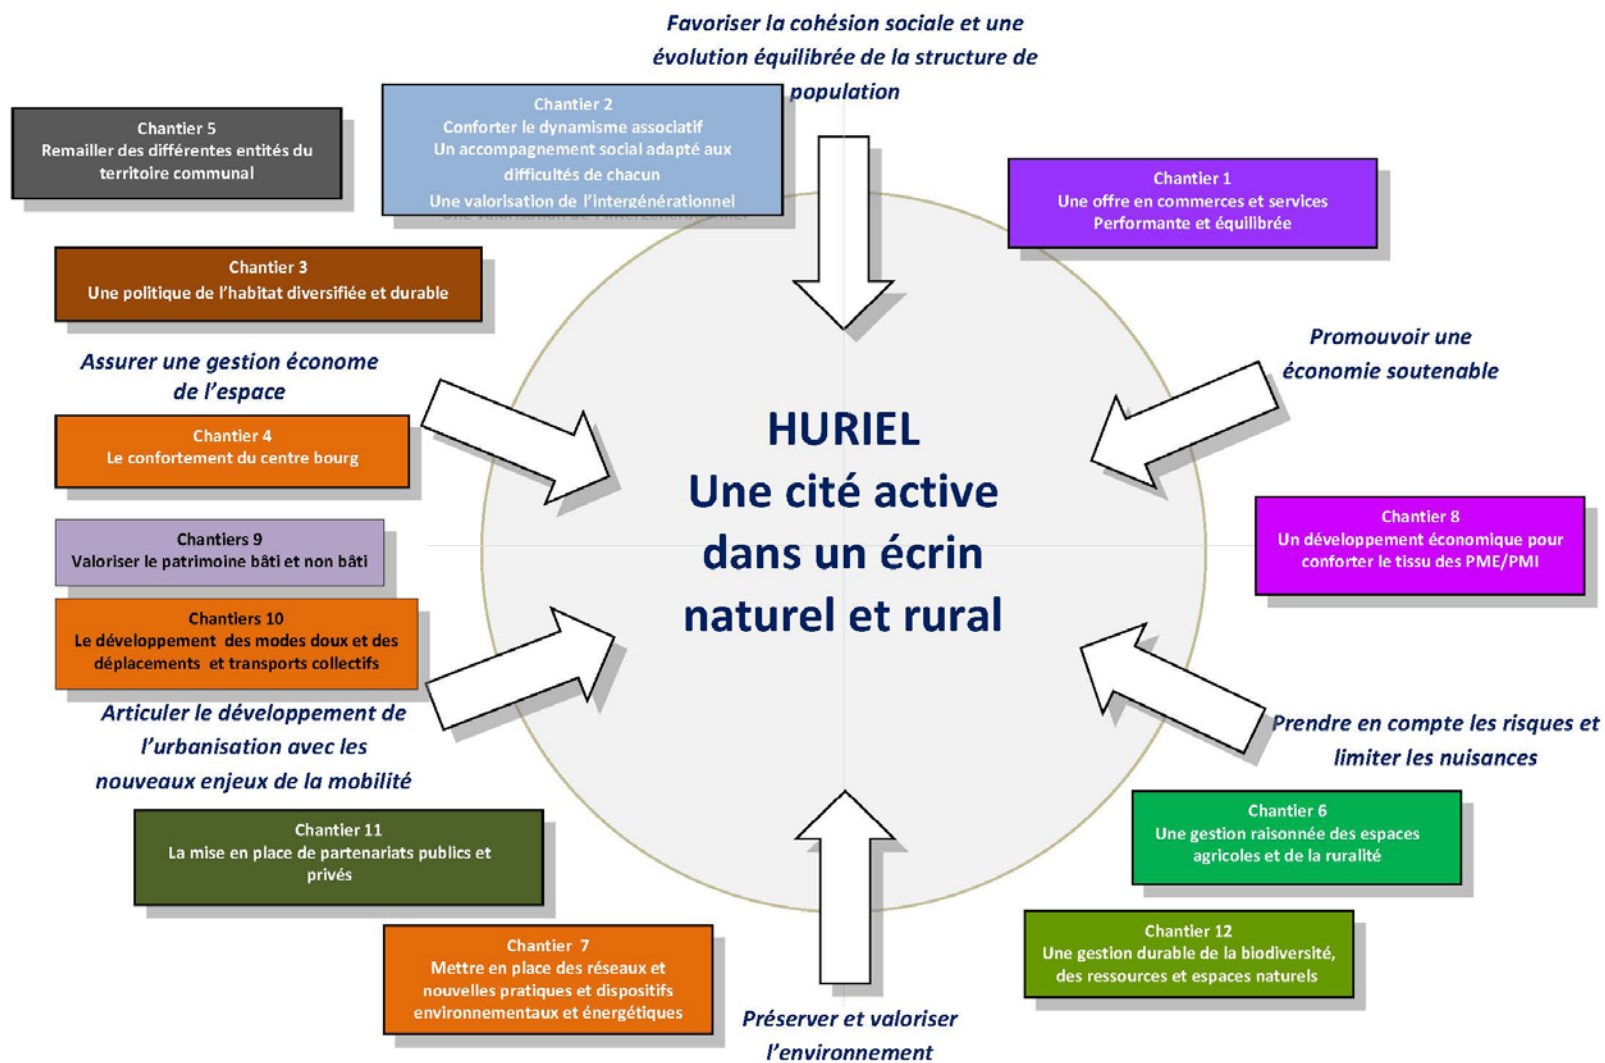 Favoriser la cohésion sociale et une
évolution équilibrée de la structure de
population
Chantier 5
Remailler des différentes entités du
territoire communal
Chantier 2
Conforter le dynamisme associatif
Un accompagnement social adapté aux
difficultés de chacun
Une valorisation de l'intergénérationnel
Chantier 1
Une offre en commerces et services
Performante et équilibrée
Chantier 3
Une politique de l'habitat diversifiée et durable
Assurer une gestion économe
de l'espace
Promouvoir une
économie soutenable
Chantier 4
Le confortement du centre bourg
HURIEL
Une cité active
dans un écrin
naturel et rural
Chantiers 9
Valoriser le patrimoine bâti et non bâti
Chantier 8
Un développement économique pour
conforter le tissu des PME/PMI
Chantiers 10
Le développement des modes doux et des
déplacements et transports collectifs
Articuler le développement de
l'urbanisation avec les
nouveaux enjeux de la mobilité
Prendre en compte les risques et
limiter les nuisances
Chantier 11
La mise en place de partenariats publics et
privés
Chantier 6
Une gestion raisonnée des espaces
agricoles et de la ruralité
Chantier 7
Mettre en place des réseaux et
nouvelles pratiques et dispositifs
environnementaux et énergétiques
Chantier 12
Une gestion durable de la biodiversité,
des ressources et espaces naturels
Préserver et valoriser
l'environnement